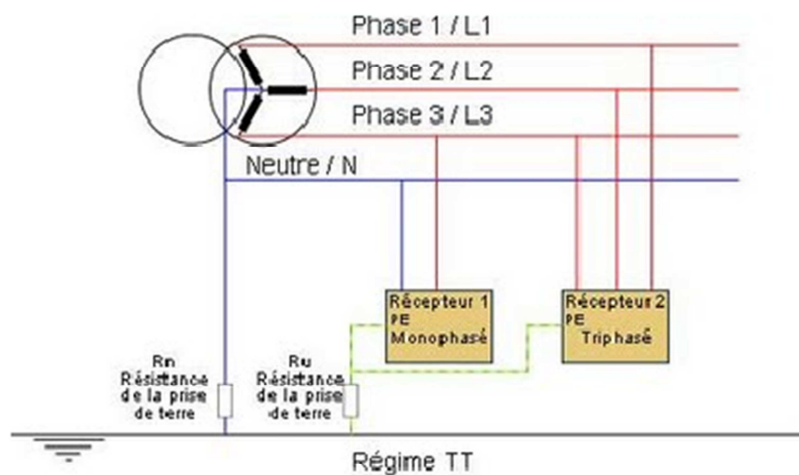 Phase 1 / L1
Phase 2 / L2
Phase 3 / L3
Neutre / N
Récepteur 1
PE
Monophasé
Récepteur 2
PE
Triphasé
Rn
Résistance
de la prise
de terre
Ru
Résistance
de la prise
de terre
Régime TT